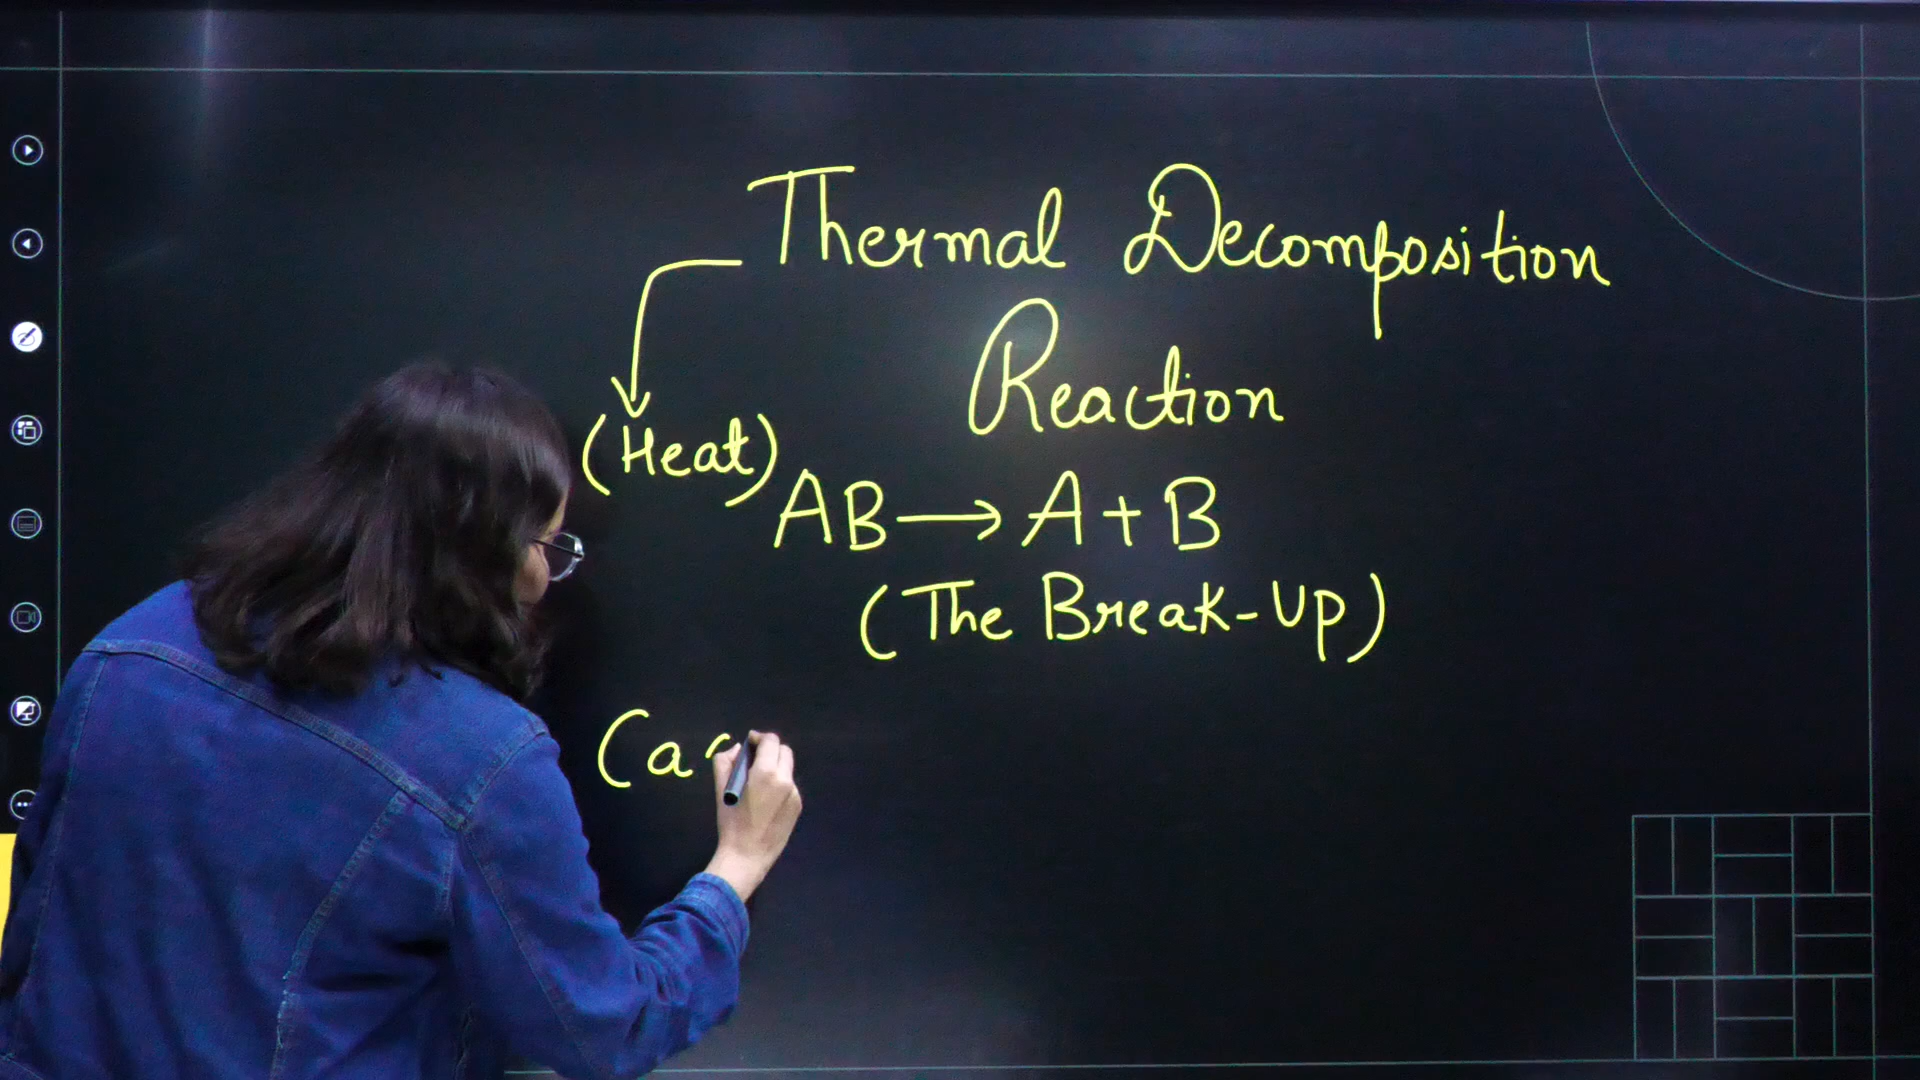 Thermal Decomposition
Reaction
(Heat)
AB → A + B
(The Break-Up)
Ca